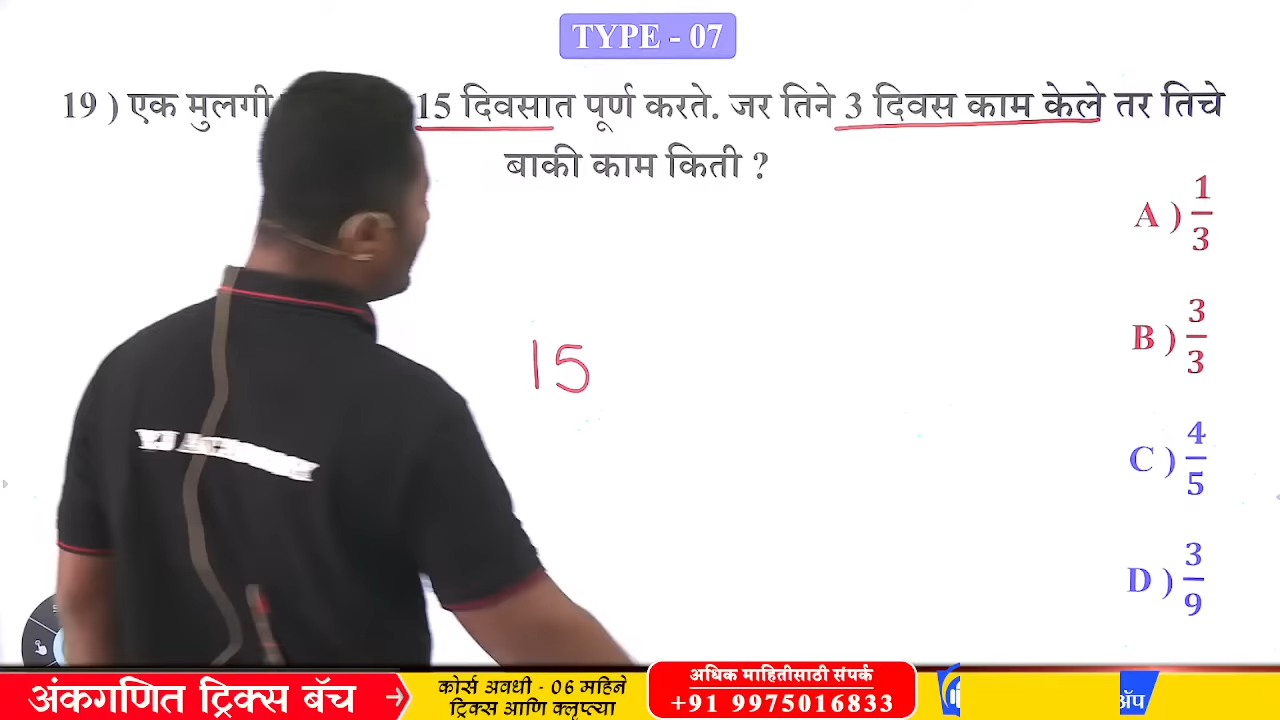 TYPE - 07
19 ) एक मुलगी 15 दिवसात पूर्ण करते. जर तिने 3 दिवस काम केले तर तिचे
बाकी काम किती ?
A ) 1/3
B ) 3/3
15
C ) 4/5
D ) 3/9
अंकगणित ट्रिक्स बॅच
कोर्स अवधी - 06 महिने
ट्रिक्स आणि क्लृप्त्या
अधिक माहितीसाठी संपर्क
+91 9975016833
ॲप